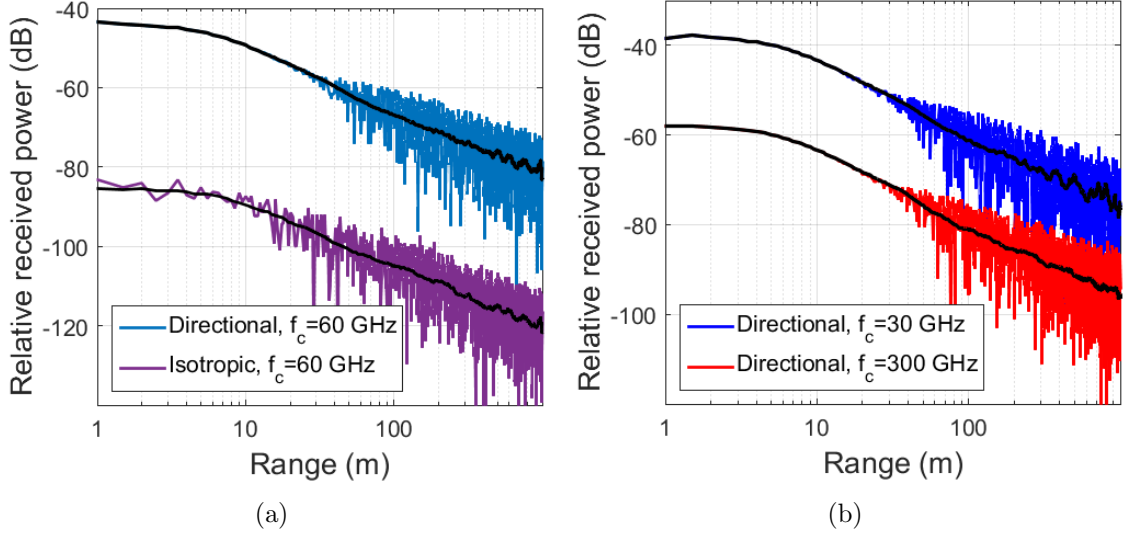 Relative received power (dB)
-40
-60
-80
-100
-120
Directional, f_c=60 GHz
Isotropic, f_c=60 GHz
1 10 100
Range (m)
(a)
Relative received power (dB)
-40
-60
-80
-100
Directional, f_c=30 GHz
Directional, f_c=300 GHz
1 10 100
Range (m)
(b)